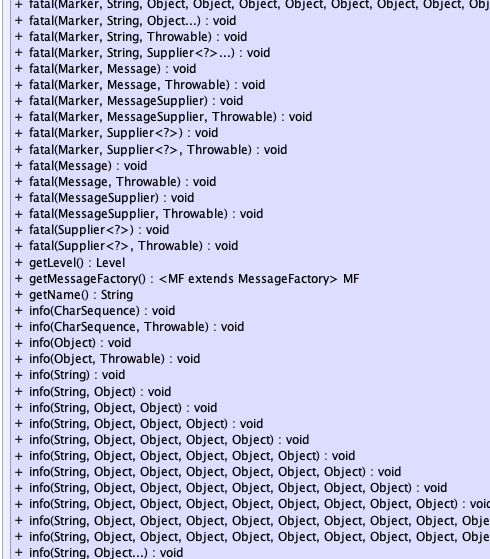 + fatal(Marker, String, Object, Object, Object, Object, Object, Object, Object, Obj
+ fatal(Marker, String, Object...) : void
+ fatal(Marker, String, Throwable) : void
+ fatal(Marker, String, Supplier<?>...) : void
+ fatal(Marker, Message) : void
+ fatal(Marker, Message, Throwable) : void
+ fatal(Marker, MessageSupplier) : void
+ fatal(Marker, MessageSupplier, Throwable) : void
+ fatal(Marker, Supplier<?>) : void
+ fatal(Marker, Supplier<?>, Throwable) : void
+ fatal(Message) : void
+ fatal(Message, Throwable) : void
+ fatal(MessageSupplier) : void
+ fatal(MessageSupplier, Throwable) : void
+ fatal(Supplier<?>) : void
+ fatal(Supplier<?>, Throwable) : void
+ getLevel() : Level
+ getMessageFactory() : <MF extends MessageFactory> MF
+ getName() : String
+ info(CharSequence) : void
+ info(CharSequence, Throwable) : void
+ info(Object) : void
+ info(Object, Throwable) : void
+ info(String) : void
+ info(String, Object) : void
+ info(String, Object, Object) : void
+ info(String, Object, Object, Object) : void
+ info(String, Object, Object, Object, Object) : void
+ info(String, Object, Object, Object, Object, Object) : void
+ info(String, Object, Object, Object, Object, Object, Object) : void
+ info(String, Object, Object, Object, Object, Object, Object, Object) : void
+ info(String, Object, Object, Object, Object, Object, Object, Object, Object) : void
+ info(String, Object, Object, Object, Object, Object, Object, Object, Object, Obje
+ info(String, Object, Object, Object, Object, Object, Object, Object, Object, Obje
+ info(String, Object...) : void